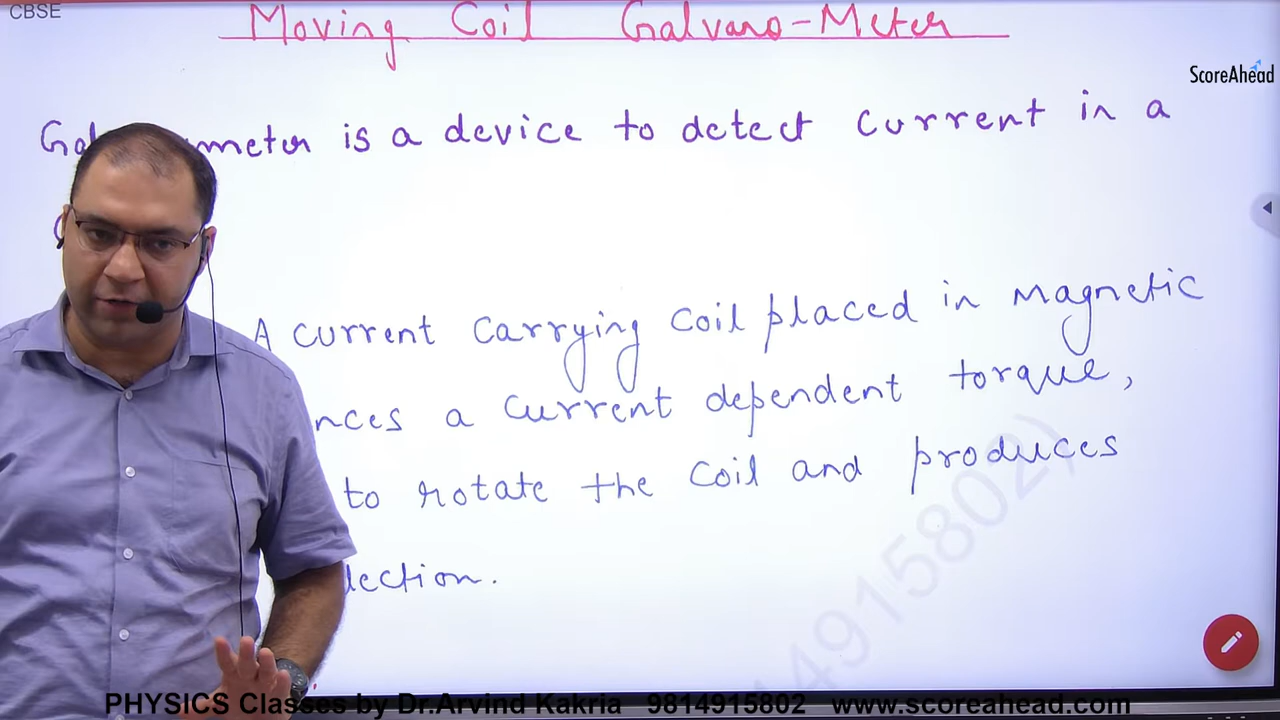 CBSE
Moving Coil Galvano-Meter
ScoreAhead
meter is a device to detect current in a
A current carrying coil placed in magnetic
a current dependent torque,
to rotate the coil and produces
PHYSICS Classes by Dr.Arvind Kakria 9814915802 www.scoreahead.com